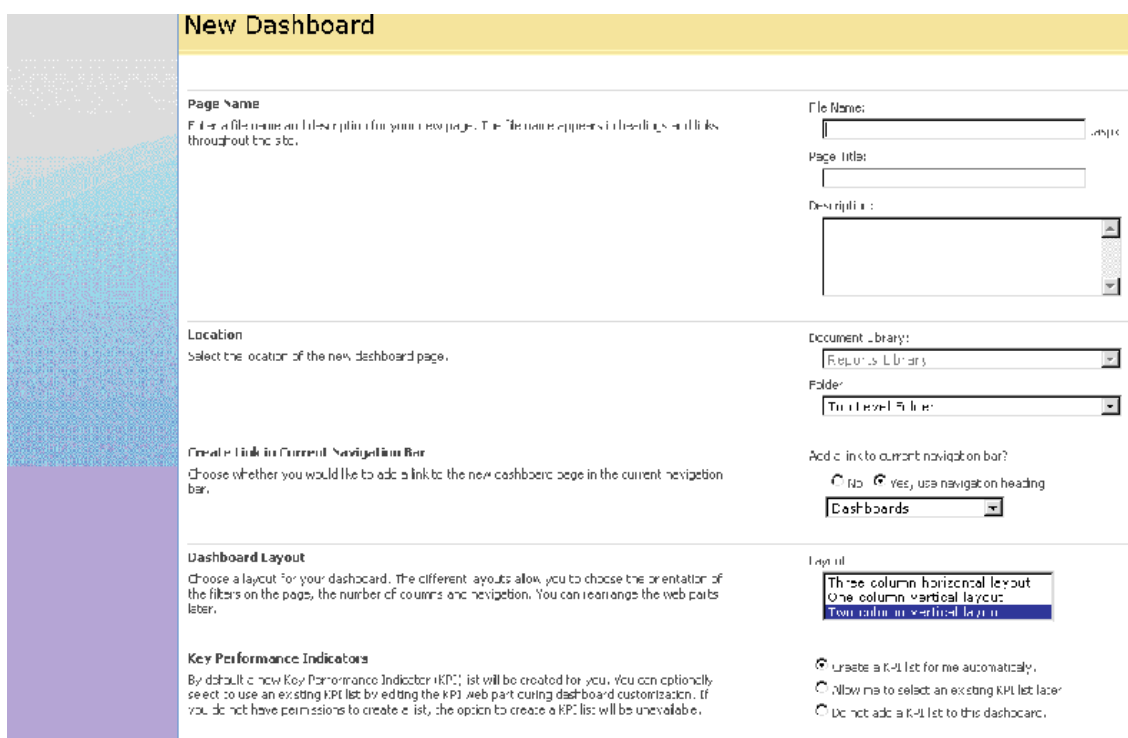 New Dashboard
Page Name
Enter a file name and description for your new page. The file name appears in headings and links
throughout the site.
File Name:
.aspx
Page Title:
Description:
Location
Select the location of the new dashboard page.
Document Library:
Reports Library
Folder
Top Level Folder
Create Link in Current Navigation Bar
Choose whether you would like to add a link to the new dashboard page in the current navigation
bar.
Add a link to current navigation bar?
No Yes, use navigation heading
Dashboards
Dashboard Layout
Choose a layout for your dashboard. The different layouts allow you to choose the orientation of
the filters on the page, the number of columns and navigation. You can rearrange the web parts
later.
Layout
Three column horizontal layout
One column vertical layout
Two column vertical layout
Key Performance Indicators
By default a new Key Performance Indicator (KPI) list will be created for you. You can optionally
select to use an existing KPI list by editing the KPI web part during dashboard customization. If
you do not have permissions to create a list, the option to create a KPI list will be unavailable.
Create a KPI list for me automatically.
Allow me to select an existing KPI list later
Do not add a KPI list to this dashboard.